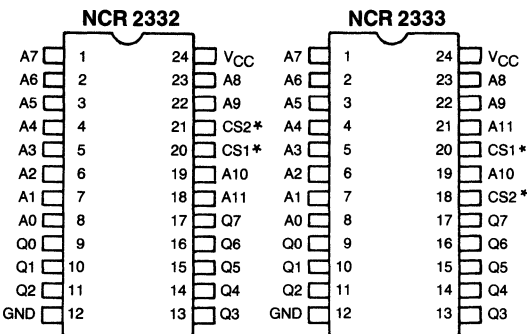 NCR 2332 NCR 2333
A7 1 24 VCC A7 1 24 VCC
A6 2 23 A8 A6 2 23 A8
A5 3 22 A9 A5 3 22 A9
A4 4 21 CS2* A4 4 21 A11
A3 5 20 CS1* A3 5 20 CS1*
A2 6 19 A10 A2 6 19 A10
A1 7 18 A11 A1 7 18 CS2*
A0 8 17 Q7 A0 8 17 Q7
Q0 9 16 Q6 Q0 9 16 Q6
Q1 10 15 Q5 Q1 10 15 Q5
Q2 11 14 Q4 Q2 11 14 Q4
GND 12 13 Q3 GND 12 13 Q3